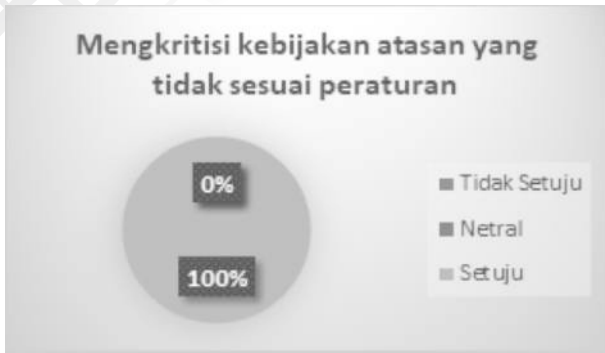 Mengkritisi kebijakan atasan yang
tidak sesuai peraturan
0%
100%
Tidak Setuju
Netral
Setuju